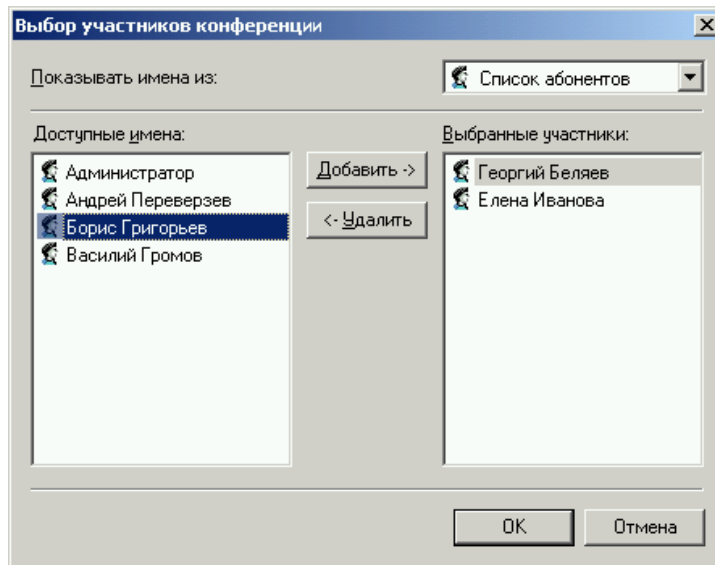 Выбор участников конференции
Показывать имена из:
Список абонентов
Доступные имена:
Выбранные участники:
Администратор
Андрей Переверзев
Борис Григорьев
Василий Громов
Добавить ->
<- Удалить
Георгий Беляев
Елена Иванова
OK
Отмена